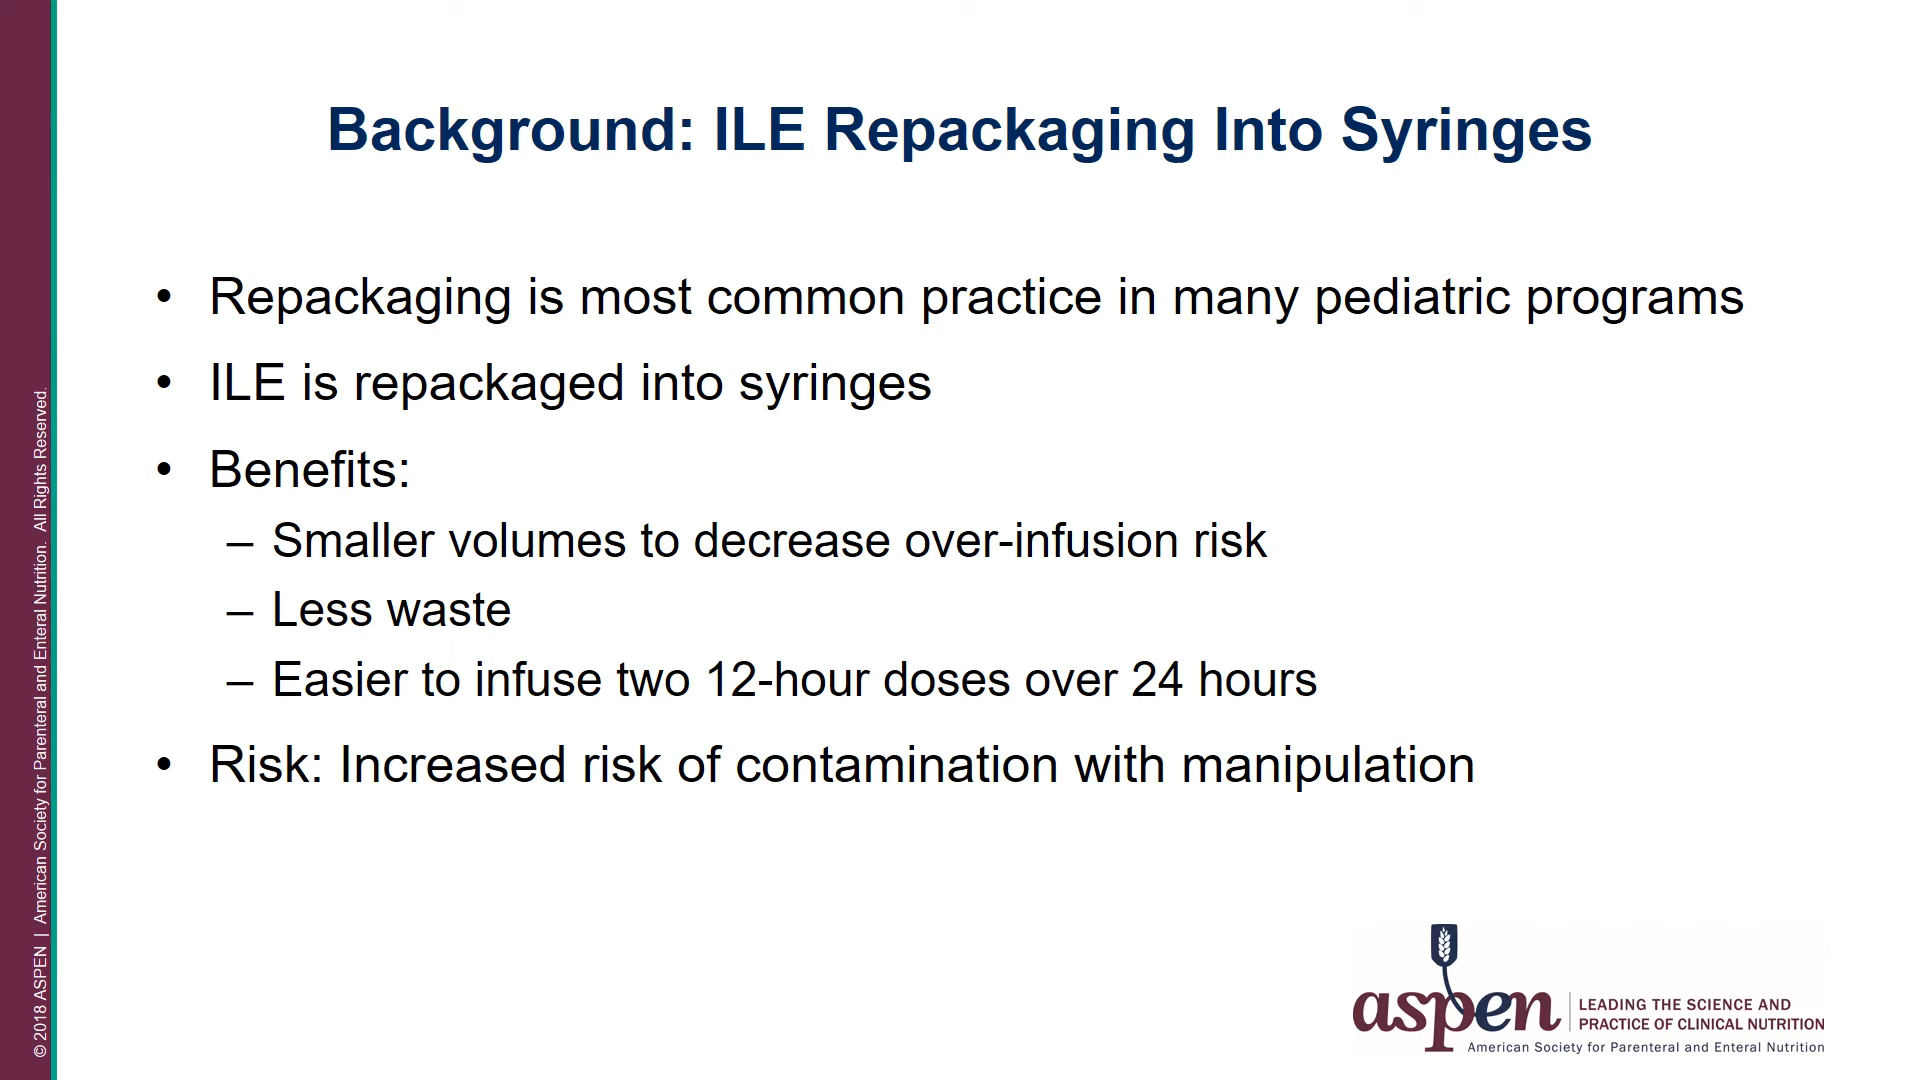 Background: ILE Repackaging Into Syringes
• Repackaging is most common practice in many pediatric programs
• ILE is repackaged into syringes
• Benefits:
– Smaller volumes to decrease over-infusion risk
– Less waste
– Easier to infuse two 12-hour doses over 24 hours
• Risk: Increased risk of contamination with manipulation
© 2018 ASPEN | American Society for Parenteral and Enteral Nutrition. All Rights Reserved.
aspen
LEADING THE SCIENCE AND
PRACTICE OF CLINICAL NUTRITION
American Society for Parenteral and Enteral Nutrition